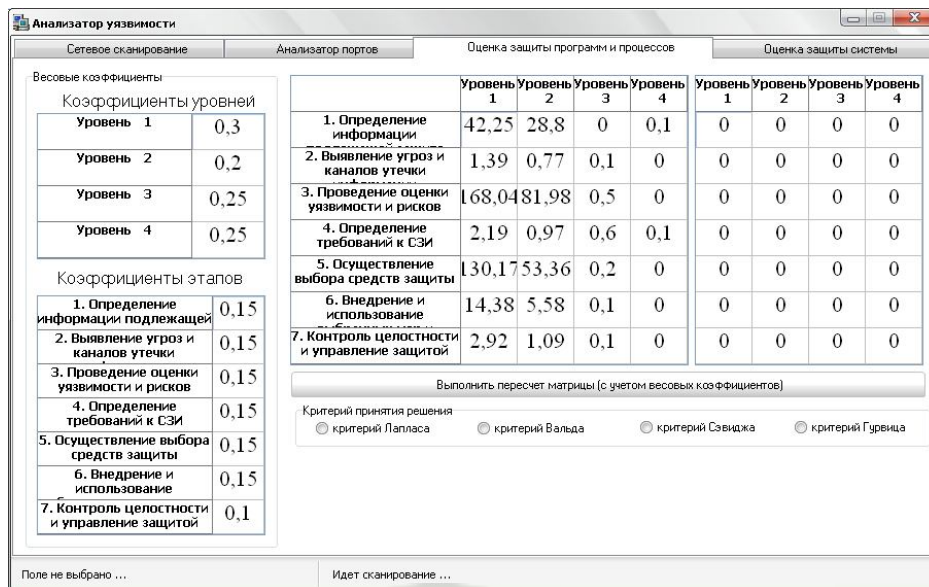 Анализатор уязвимости
Сетевое сканирование Анализатор портов Оценка защиты программ и процессов Оценка защиты системы
Весовые коэффициенты
Коэффициенты уровней
Уровень 1 0,3
Уровень 2 0,2
Уровень 3 0,25
Уровень 4 0,25
Коэффициенты этапов
1. Определение
информации подлежащей 0,15
2. Выявление угроз и
каналов утечки 0,15
3. Проведение оценки
уязвимости и рисков 0,15
4. Определение
требований к СЗИ 0,15
5. Осуществление выбора
средств защиты 0,15
6. Внедрение и
использование 0,15
7. Контроль целостности
и управление защитой 0,1
Уровень 1 Уровень 2 Уровень 3 Уровень 4 Уровень 1 Уровень 2 Уровень 3 Уровень 4
1. Определение
информации 42,25 28,8 0 0,1 0 0 0 0
2. Выявление угроз и
каналов утечки 1,39 0,77 0,1 0 0 0 0 0
3. Проведение оценки
уязвимости и рисков 168,04 81,98 0,5 0 0 0 0 0
4. Определение
требований к СЗИ 2,19 0,97 0,6 0,1 0 0 0 0
5. Осуществление
выбора средств защиты 130,17 53,36 0,2 0 0 0 0 0
6. Внедрение и
использование 14,38 5,58 0,1 0 0 0 0 0
7. Контроль целостности
и управление защитой 2,92 1,09 0,1 0 0 0 0 0
Выполнить пересчет матрицы (с учетом весовых коэффициентов)
Критерий принятия решения
критерий Лапласа критерий Вальда критерий Сэвиджа критерий Гурвица
Поле не выбрано ... Идет сканирование ...